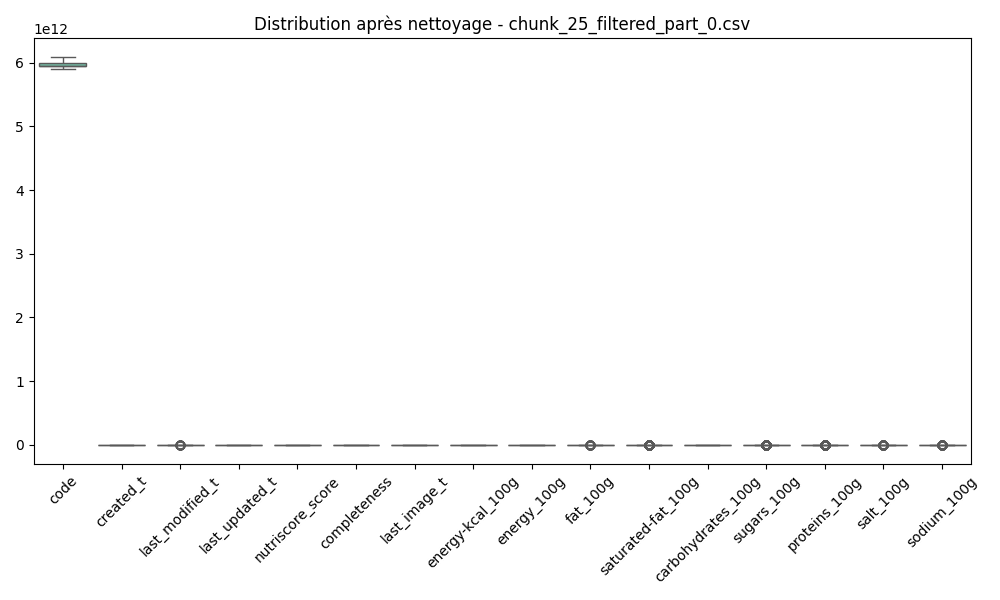 Distribution après nettoyage - chunk_25_filtered_part_0.csv
1e12
6
5
4
3
2
1
0
code
created_t
last_modified_t
last_updated_t
nutriscore_score
completeness
last_image_t
energy-kcal_100g
energy_100g
fat_100g
saturated-fat_100g
carbohydrates_100g
sugars_100g
proteins_100g
salt_100g
sodium_100g